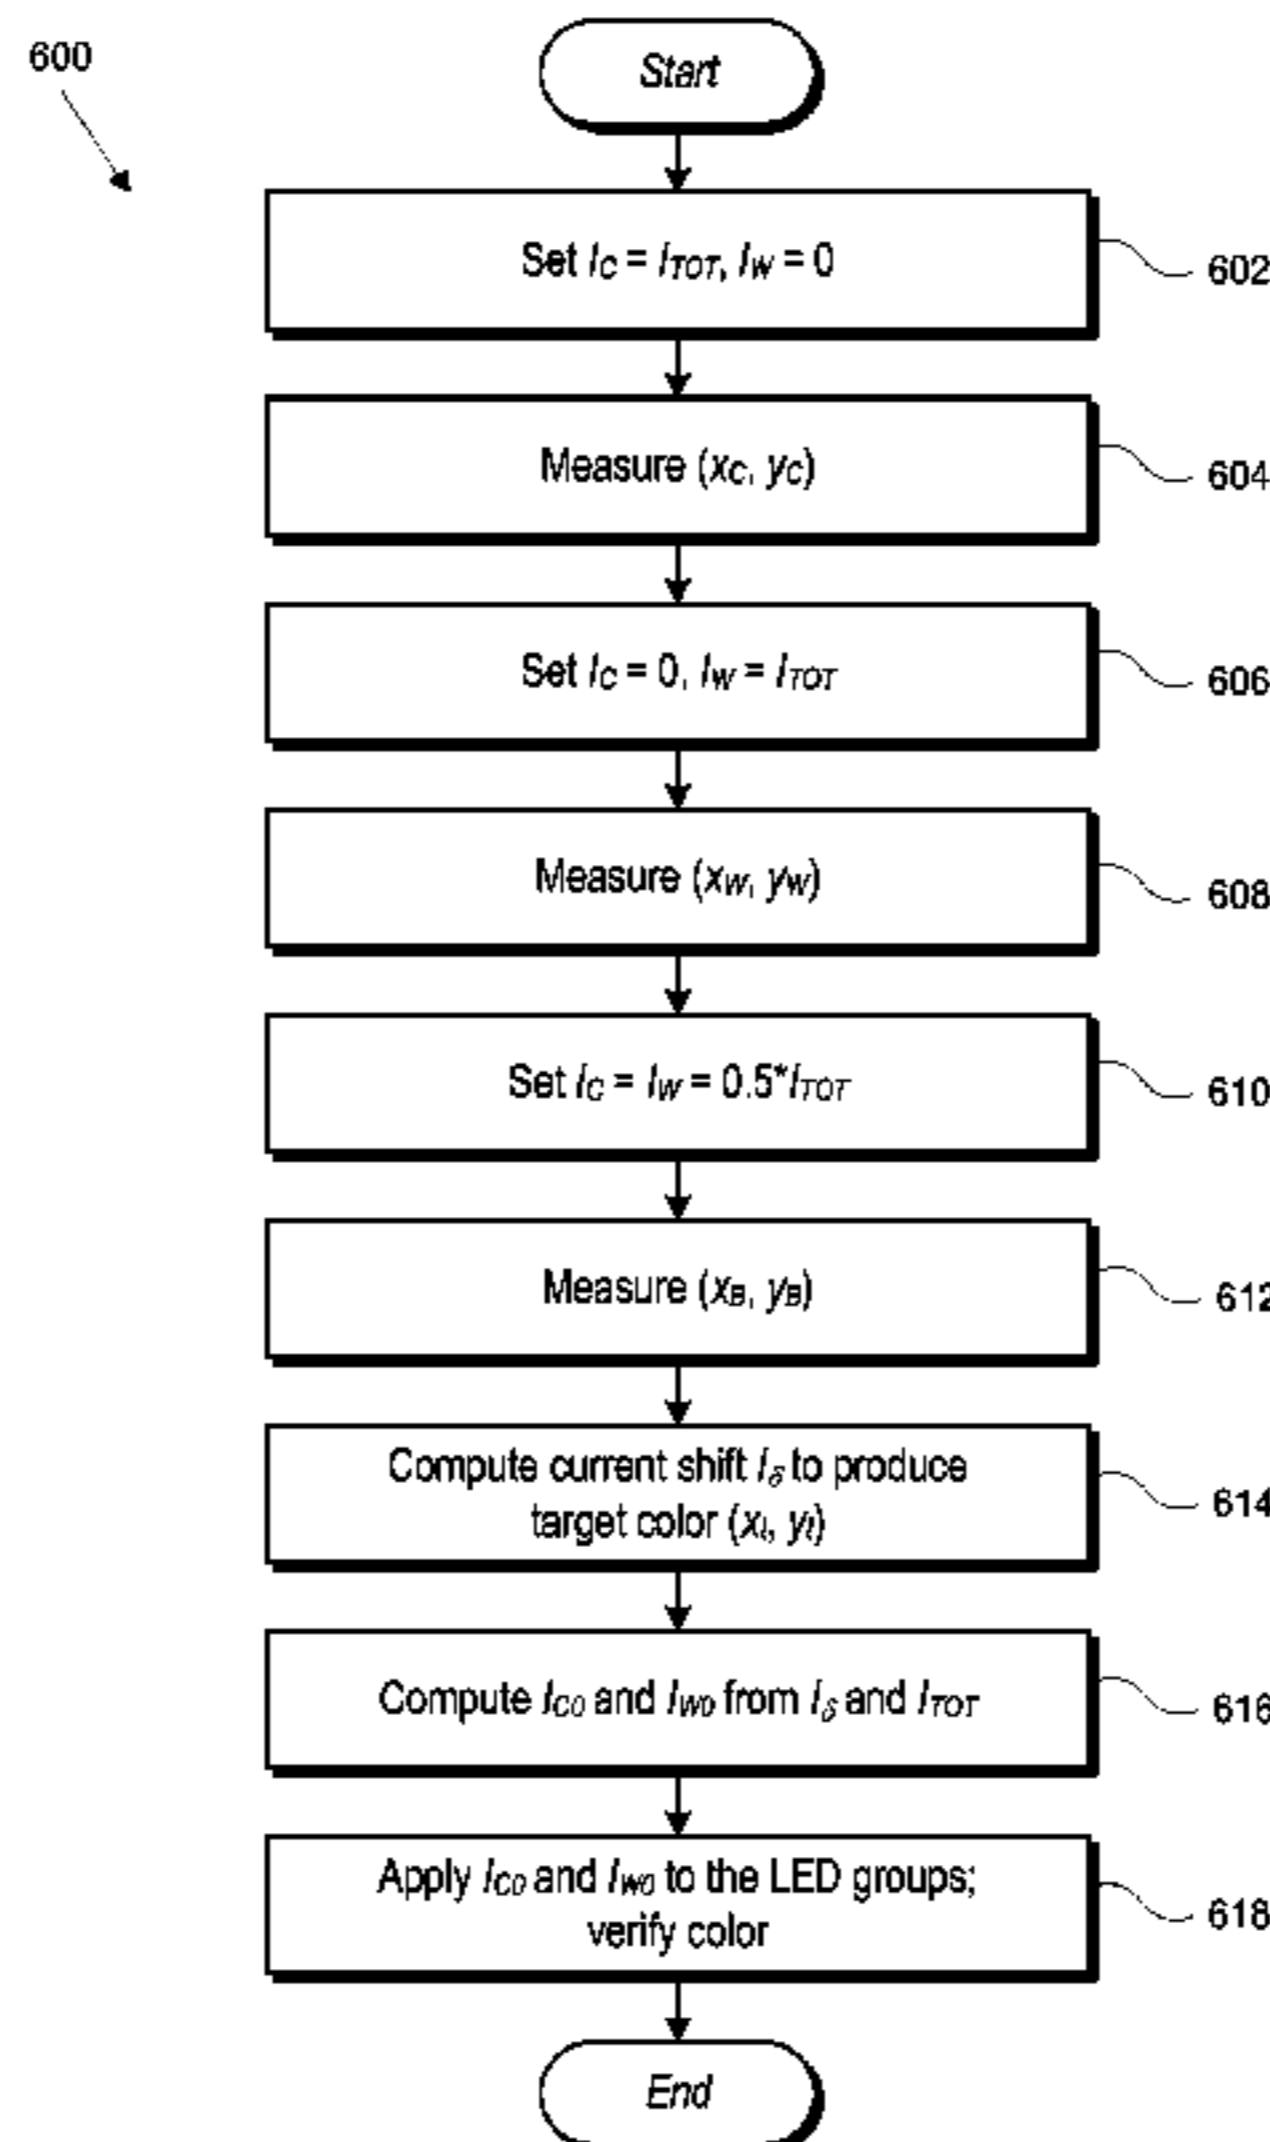 600
Start
Set I_C = I_TOT, I_W = 0
602
Measure (x_C, y_C)
604
Set I_C = 0, I_W = I_TOT
606
Measure (x_W, y_W)
608
Set I_C = I_W = 0.5*I_TOT
610
Measure (x_B, y_B)
612
Compute current shift I_δ to produce
target color (x_t, y_t)
614
Compute I_C0 and I_W0 from I_δ and I_TOT
616
Apply I_C0 and I_W0 to the LED groups;
verify color
618
End